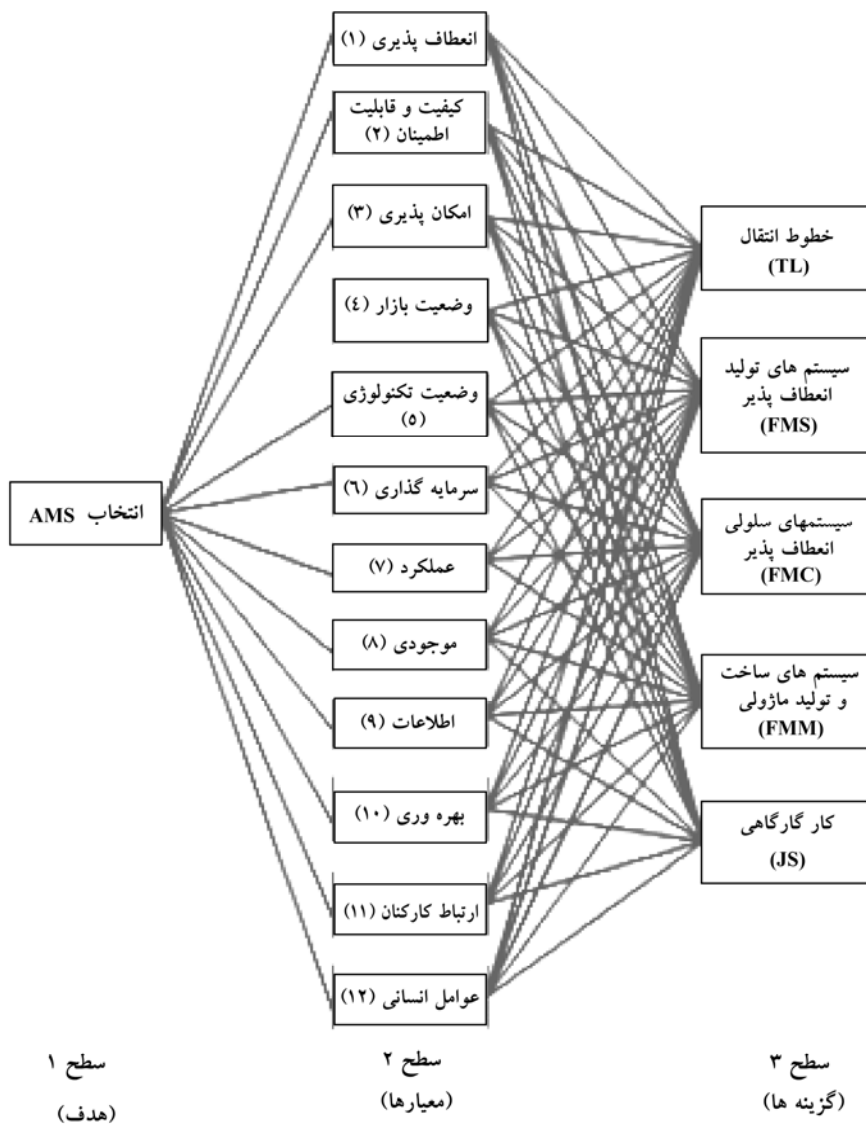 انعطاف پذیری (۱)
کیفیت و قابلیت
اطمینان (۲)
امکان پذیری (۳)
وضعیت بازار (٤)
وضعیت تکنولوژی
(٥)
سرمایه گذاری (٦)
عملکرد (۷)
موجودی (۸)
اطلاعات (۹)
بهره وری (۱۰)
ارتباط کارکنان (۱۱)
عوامل انسانی (۱۲)
انتخاب AMS
خطوط انتقال
(TL)
سیستم های تولید
انعطاف پذیر
(FMS)
سیستمهای سلولی
انعطاف پذیر
(FMC)
سیستم های ساخت
و تولید ماژولی
(FMM)
کار گارگاهی
(JS)
سطح ۱
(هدف)
سطح ۲
(معیارها)
سطح ۳
(گزینه ها)